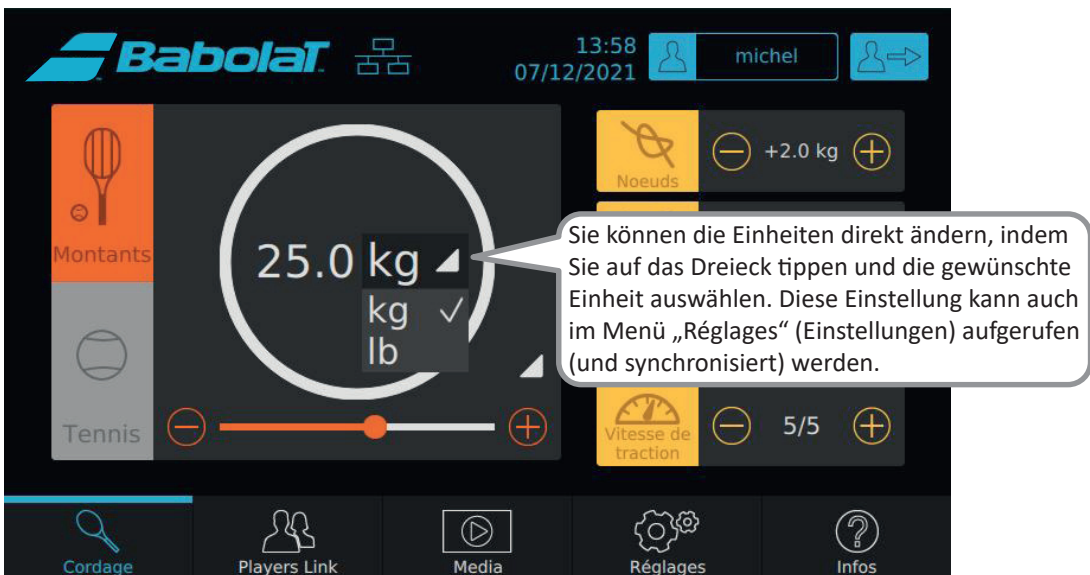 BabolaT
13:58
07/12/2021
michel
Montants
Tennis
25.0 kg
kg ✓
lb
Noeuds
+2.0 kg
Sie können die Einheiten direkt ändern, indem
Sie auf das Dreieck tippen und die gewünschte
Einheit auswählen. Diese Einstellung kann auch
im Menü „Réglages“ (Einstellungen) aufgerufen
(und synchronisiert) werden.
Vitesse de
traction
5/5
Cordage
Players Link
Media
Réglages
Infos